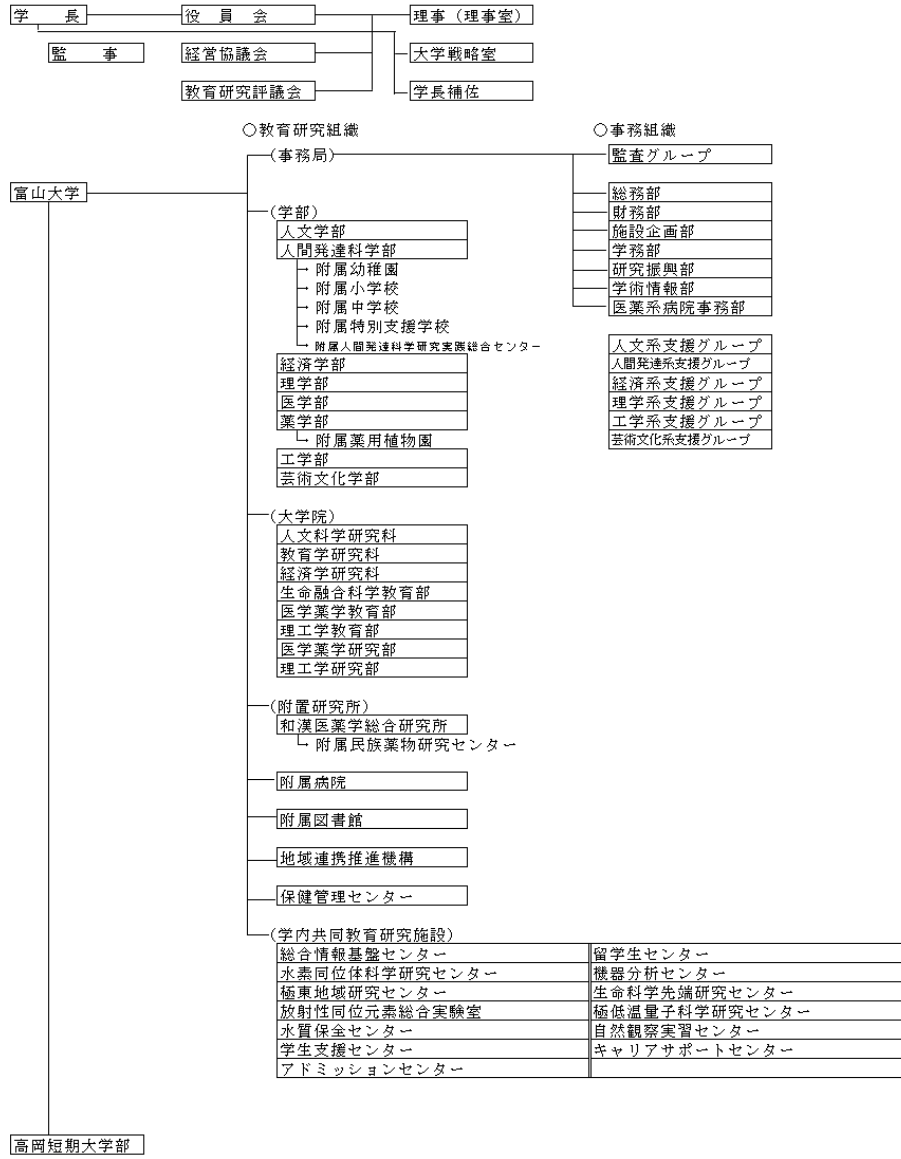 学　長　役　員　会　理事（理事室）
監　事　経営協議会　大学戦略室
教育研究評議会　学長補佐
○教育研究組織　○事務組織
(事務局)　監査グループ
富山大学　総務部
(学部)　財務部
人文学部　施設企画部
人間発達科学部　学務部
附属幼稚園　研究振興部
附属小学校　学術情報部
附属中学校　医薬系病院事務部
附属特別支援学校
附属人間発達科学研究実践総合センター　人文系支援グループ
経済学部　人間発達系支援グループ
理学部　経済系支援グループ
医学部　理学系支援グループ
薬学部　工学系支援グループ
附属薬用植物園　芸術文化系支援グループ
工学部
芸術文化学部
(大学院)
人文科学研究科
教育学研究科
経済学研究科
生命融合科学教育部
医学薬学教育部
理工学教育部
医学薬学研究部
理工学研究部
(附置研究所)
和漢医薬学総合研究所
附属民族薬物研究センター
附属病院
附属図書館
地域連携推進機構
保健管理センター
(学内共同教育研究施設)
総合情報基盤センター　留学生センター
水素同位体科学研究センター　機器分析センター
極東地域研究センター　生命科学先端研究センター
放射性同位元素総合実験室　極低温量子科学研究センター
水質保全センター　自然観察実習センター
学生支援センター　キャリアサポートセンター
アドミッションセンター
高岡短期大学部